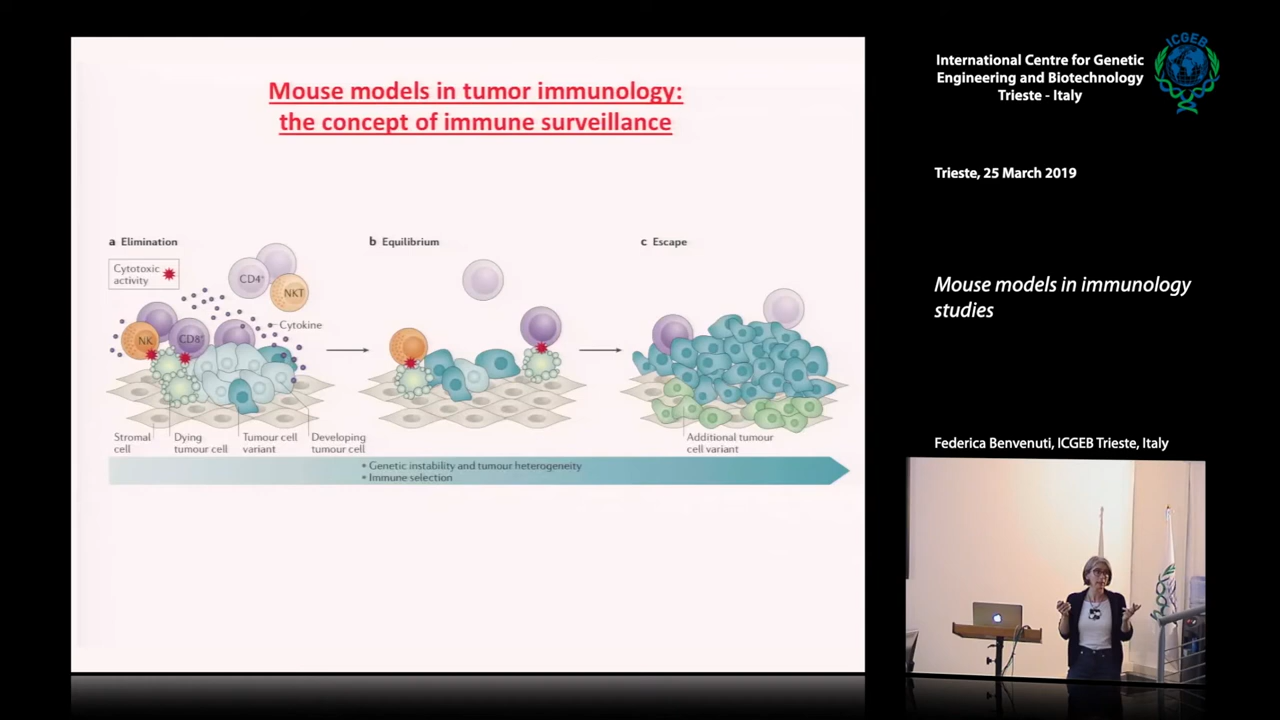 Mouse models in tumor immunology:
the concept of immune surveillance
a Elimination
b Equilibrium
c Escape
Cytotoxic
activity
CD4+
NKT
NK
CD8+
Cytokine
Stromal
cell
Dying
tumour cell
Tumour cell
variant
Developing
tumour cell
Additional tumour
cell variant
• Genetic instability and tumour heterogeneity
• Immune selection
International Centre for Genetic
Engineering and Biotechnology
Trieste - Italy
ICGEB
Trieste, 25 March 2019
Mouse models in immunology
studies
Federica Benvenuti, ICGEB Trieste, Italy